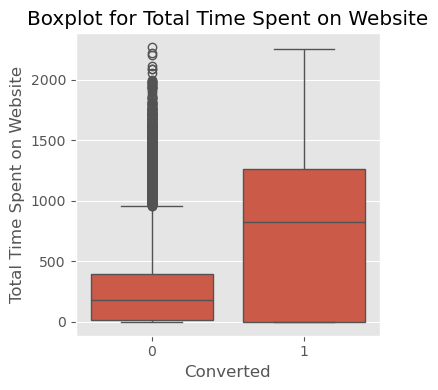 Boxplot for Total Time Spent on Website
Total Time Spent on Website
2000
1500
1000
500
0
0
1
Converted